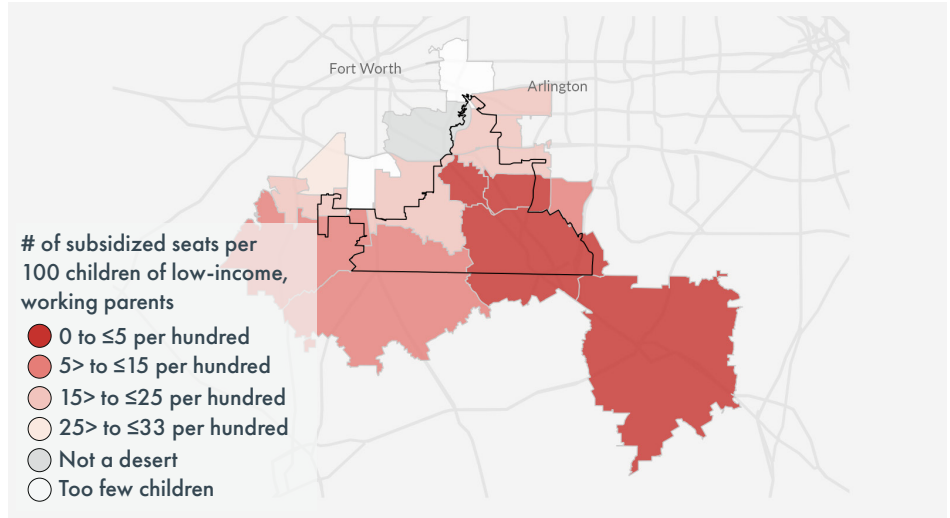 Fort Worth
Arlington
# of subsidized seats per
100 children of low-income,
working parents
0 to ≤5 per hundred
5> to ≤15 per hundred
15> to ≤25 per hundred
25> to ≤33 per hundred
Not a desert
Too few children